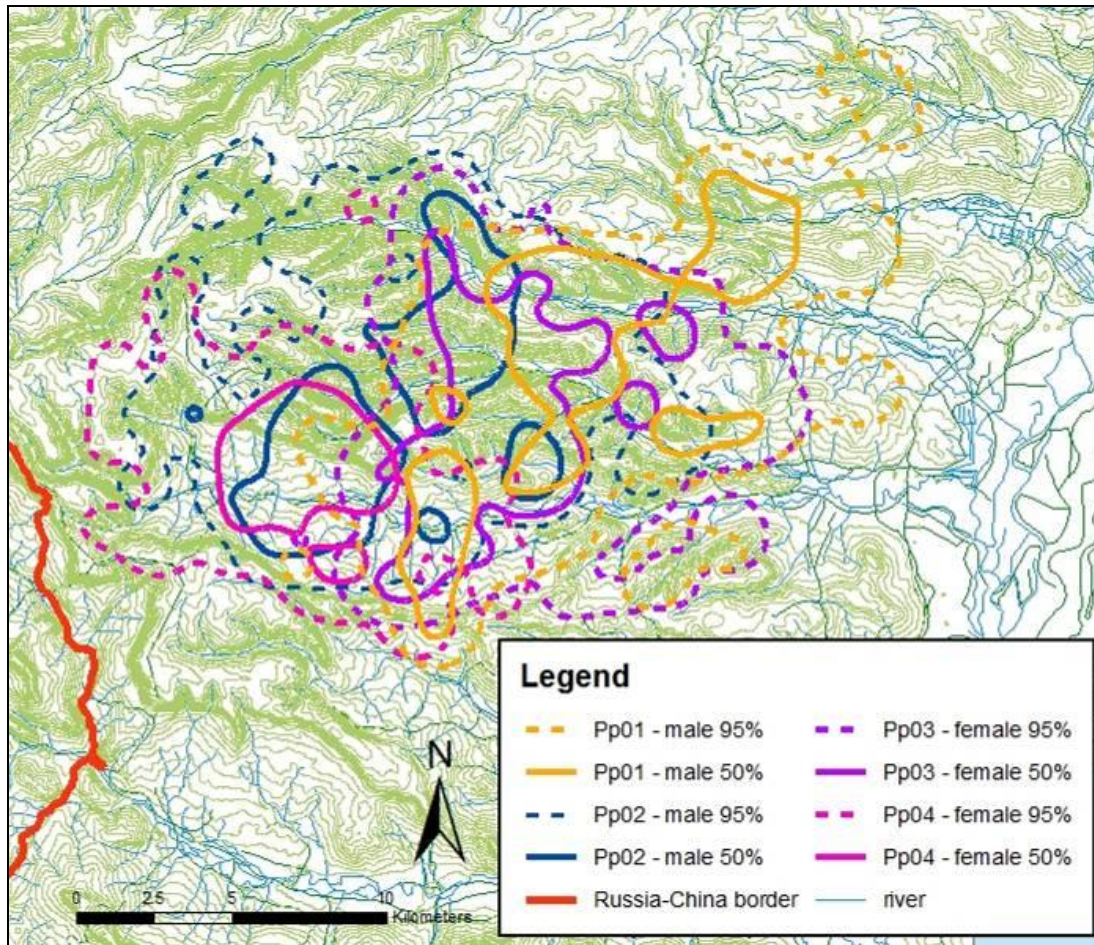 Legend
Pp01 - male 95%
Pp01 - male 50%
Pp02 - male 95%
Pp02 - male 50%
Russia-China border
Pp03 - female 95%
Pp03 - female 50%
Pp04 - female 95%
Pp04 - female 50%
river
N
0 2.5 5 10
Kilometers